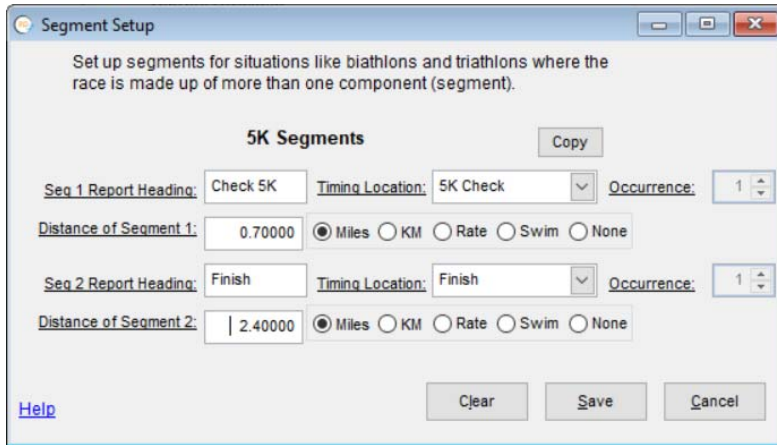 Segment Setup
Set up segments for situations like biathlons and triathlons where the
race is made up of more than one component (segment).
5K Segments Copy
Seg 1 Report Heading: Check 5K Timing Location: 5K Check Occurrence: 1
Distance of Segment 1: 0.70000 Miles KM Rate Swim None
Seg 2 Report Heading: Finish Timing Location: Finish Occurrence: 1
Distance of Segment 2: 2.40000 Miles KM Rate Swim None
Help Clear Save Cancel